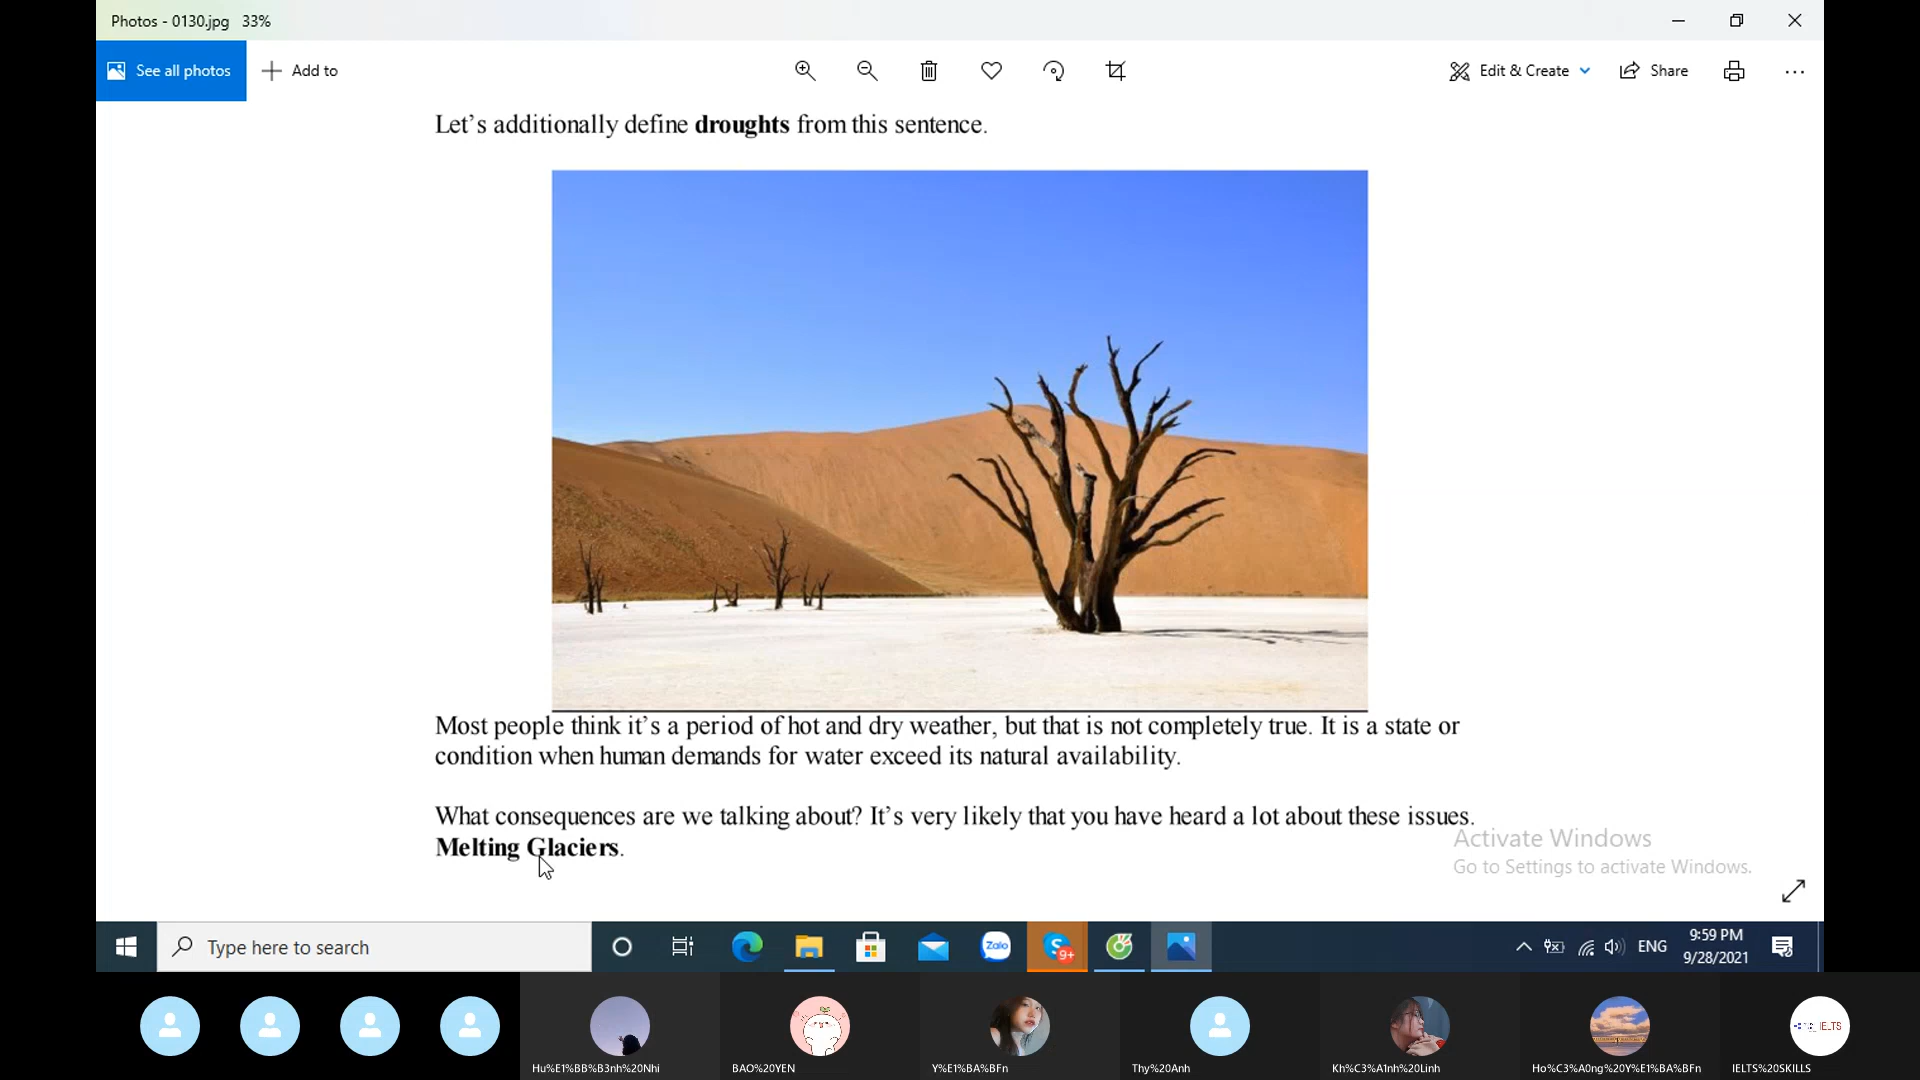 Photos - 0130.jpg 33%
See all photos
Add to
Edit & Create
Share
Let's additionally define droughts from this sentence.
Most people think it's a period of hot and dry weather, but that is not completely true. It is a state or
condition when human demands for water exceed its natural availability.
What consequences are we talking about? It's very likely that you have heard a lot about these issues.
Melting Glaciers.
Activate Windows
Go to Settings to activate Windows.
Type here to search
Zalo
S 9+
ENG
9:59 PM
9/28/2021
Hu%E1%BB%B3nh%20Nhi
BAO%20YEN
Y%E1%BA%BFn
Thy%20Anh
Kh%C3%A1nh%20Linh
Ho%C3%A0ng%20Y%E1%BA%BFn
IELTS%20SKILLS